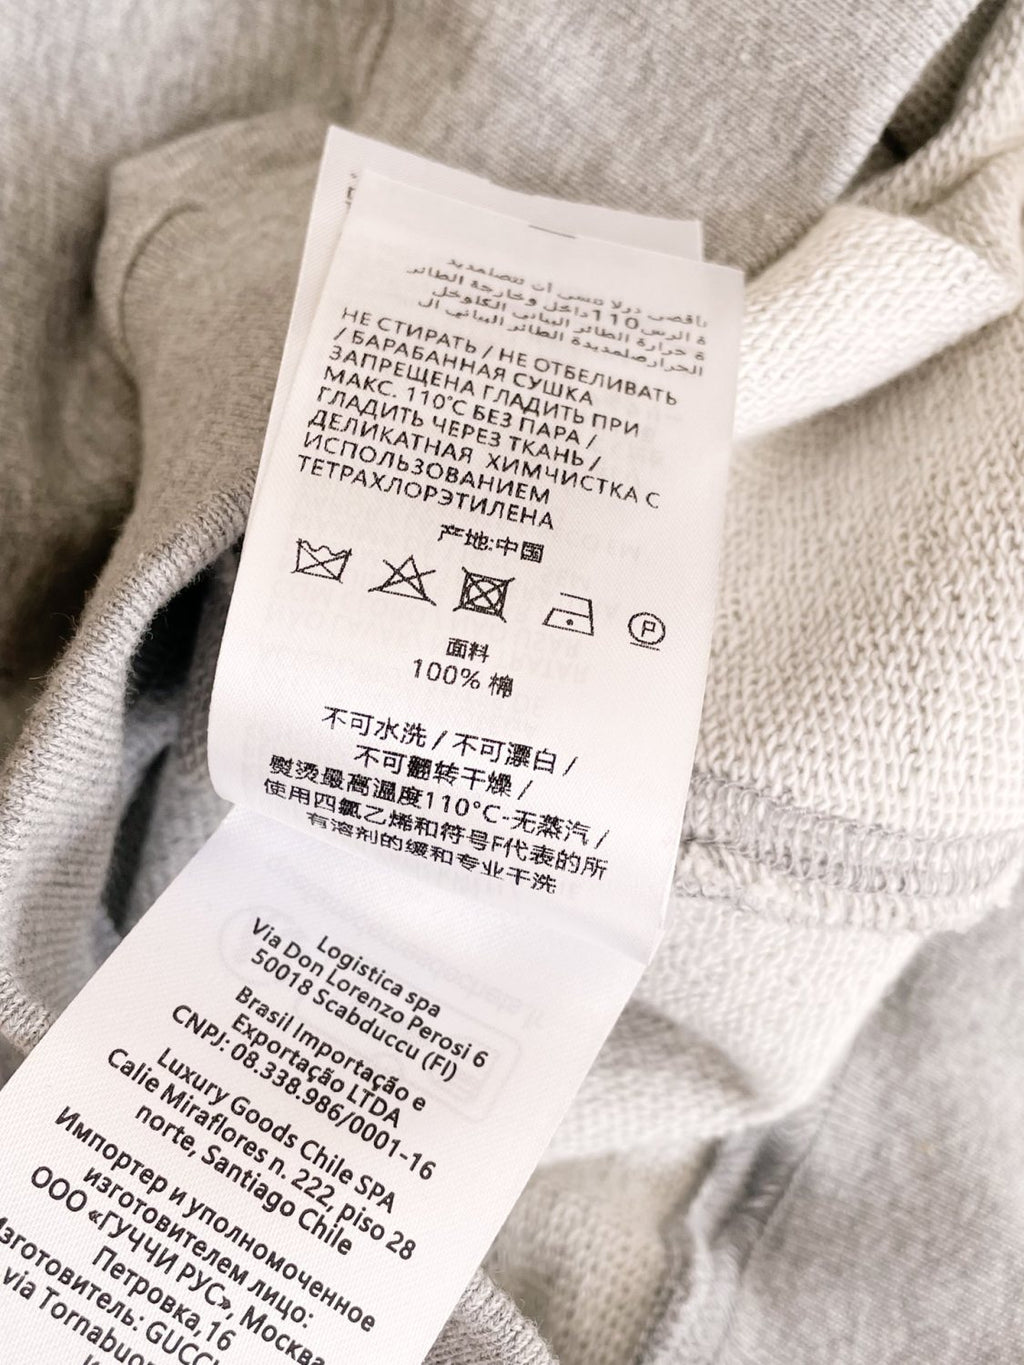 НЕ СТИРАТЬ / НЕ ОТБЕЛИВАТЬ
/ БАРАБАННАЯ СУШКА
ЗАПРЕЩЕНА ГЛАДИТЬ ПРИ
МАКС. 110°C БЕЗ ПАРА /
ГЛАДИТЬ ЧЕРЕЗ ТКАНЬ /
ДЕЛИКАТНАЯ ХИМЧИСТКА С
ИСПОЛЬЗОВАНИЕМ
ТЕТРАХЛОРЭТИЛЕНА
产地:中国
P
面料
100% 棉
不可水洗 / 不可漂白 /
不可翻转干燥 /
熨烫最高温度110°C-无蒸汽 /
使用四氯乙烯和符号F代表的所
有溶剂的缓和专业干洗
Logistica spa
Via Don Lorenzo Perosi 6
50018 Scabduccu (FI)
Brasil Importação e
Exportação LTDA
CNPJ: 08.338.986/0001-16
Luxury Goods Chile SPA
Calie Miraflores n. 222, piso 28
norte, Santiago Chile
Импортер и уполномоченное
изготовителем лицо:
ООО «ГУЧЧИ РУС», Москва
Петровка,16
Изготовитель: GUCCI
via Tornabuon